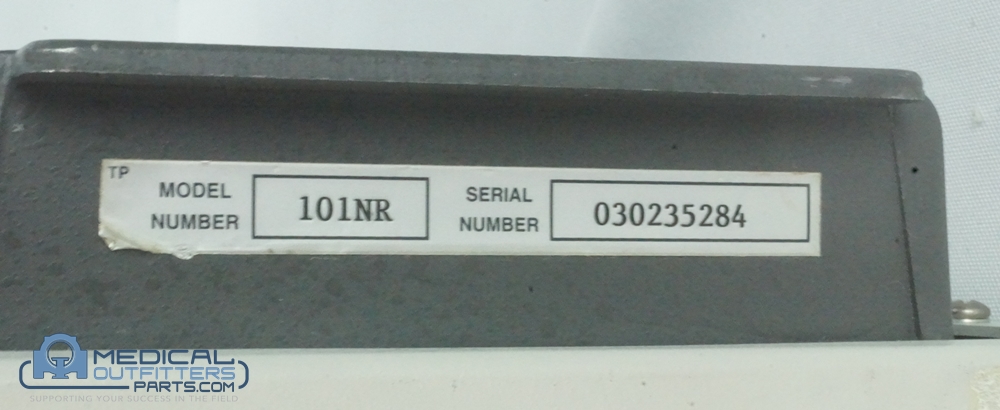 TP
MODEL NUMBER
101NR
SERIAL NUMBER
030235284
MEDICAL
OUTFITTERS
PARTS.COM
SUPPORTING YOUR SUCCESS IN THE FIELD